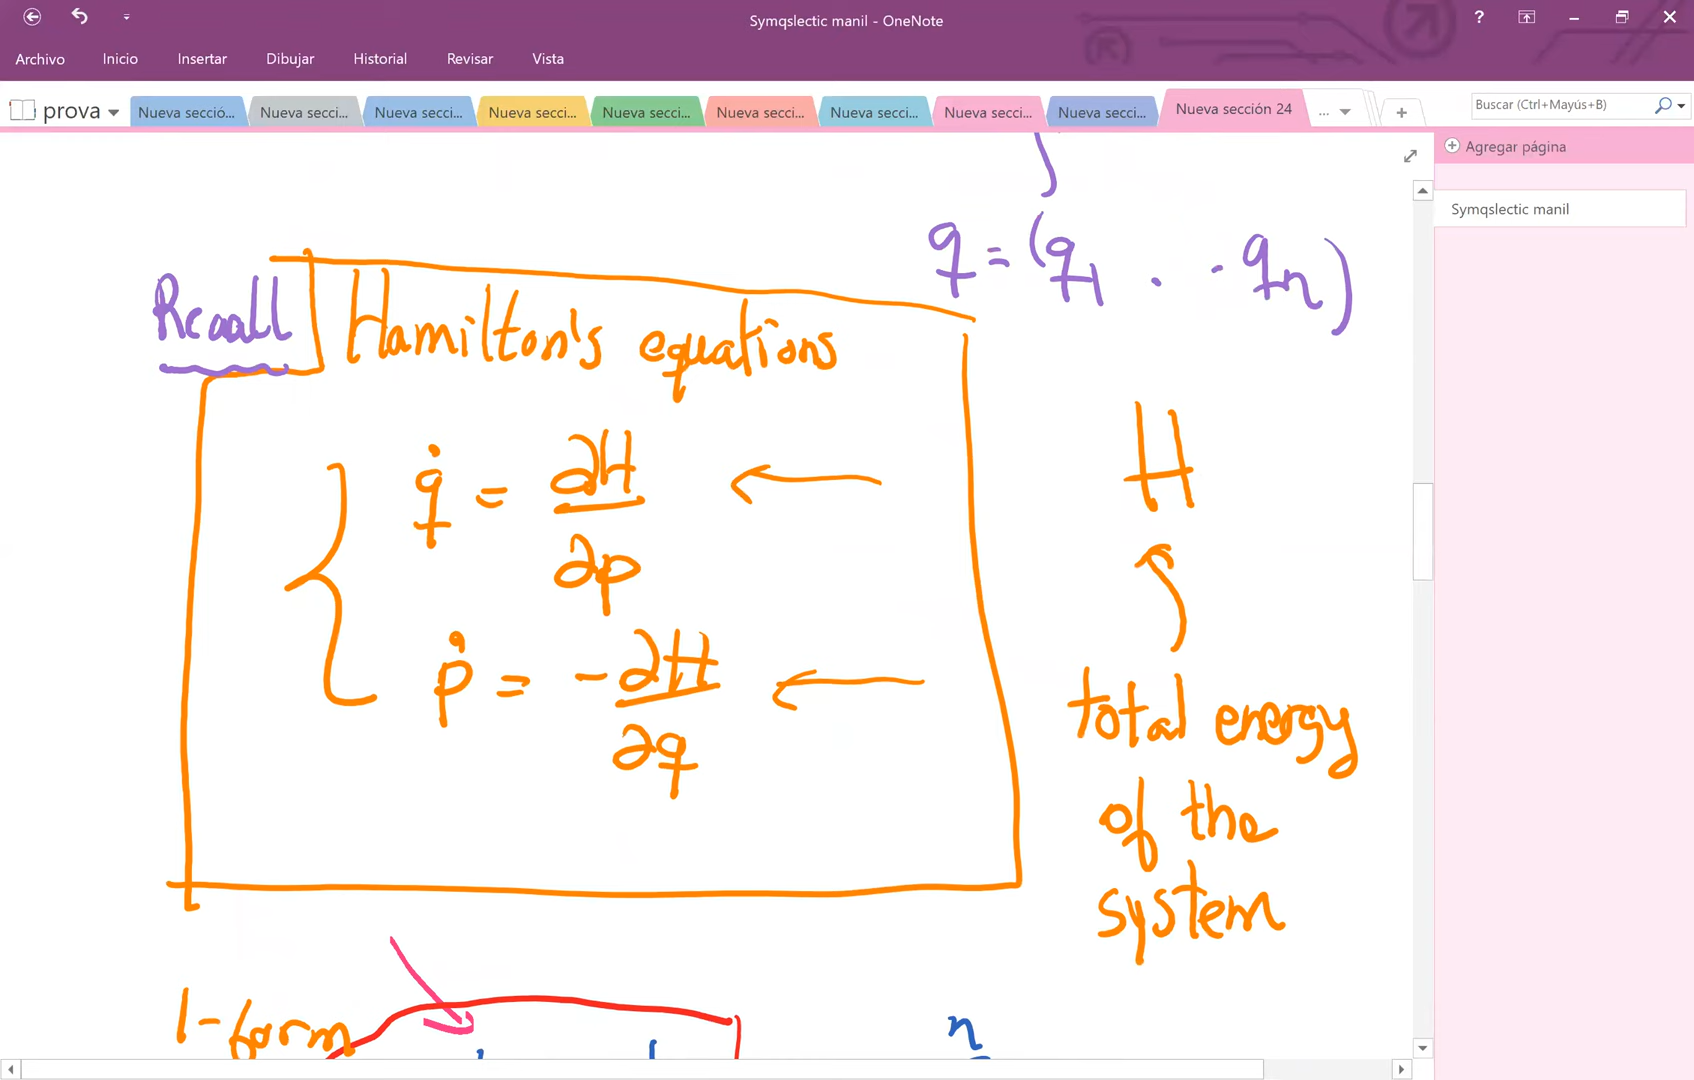 Symqslectic manil - OneNote
?
Archivo Inicio Insertar Dibujar Historial Revisar Vista
prova Nueva secció... Nueva secci... Nueva secci... Nueva secci... Nueva secci... Nueva secci... Nueva secci... Nueva secci... Nueva secci... Nueva sección 24 ... + Buscar (Ctrl+Mayús+B)
Agregar página
Symqslectic manil
q = (q1 . . qn)
Recall Hamilton's equations
q̇ = ∂H/∂p ←
ṗ = -∂H/∂q ←
H
total energy
of the
system
1-form
n